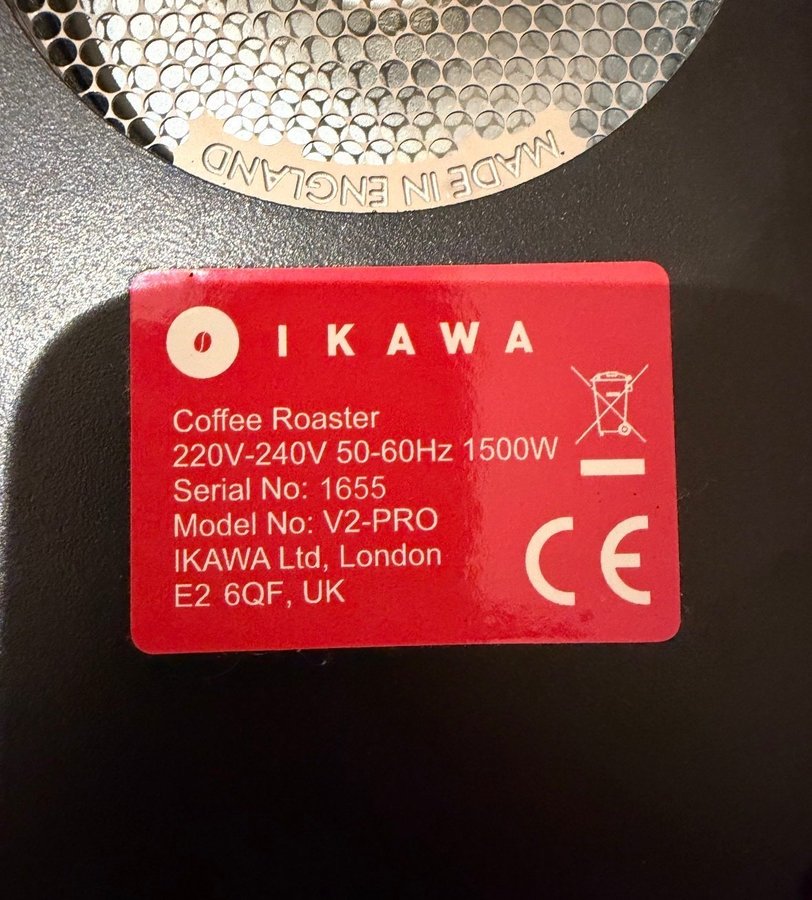 MADE IN ENGLAND
IKAWA
Coffee Roaster
220V-240V 50-60Hz 1500W
Serial No: 1655
Model No: V2-PRO
IKAWA Ltd, London
E2 6QF, UK
CE